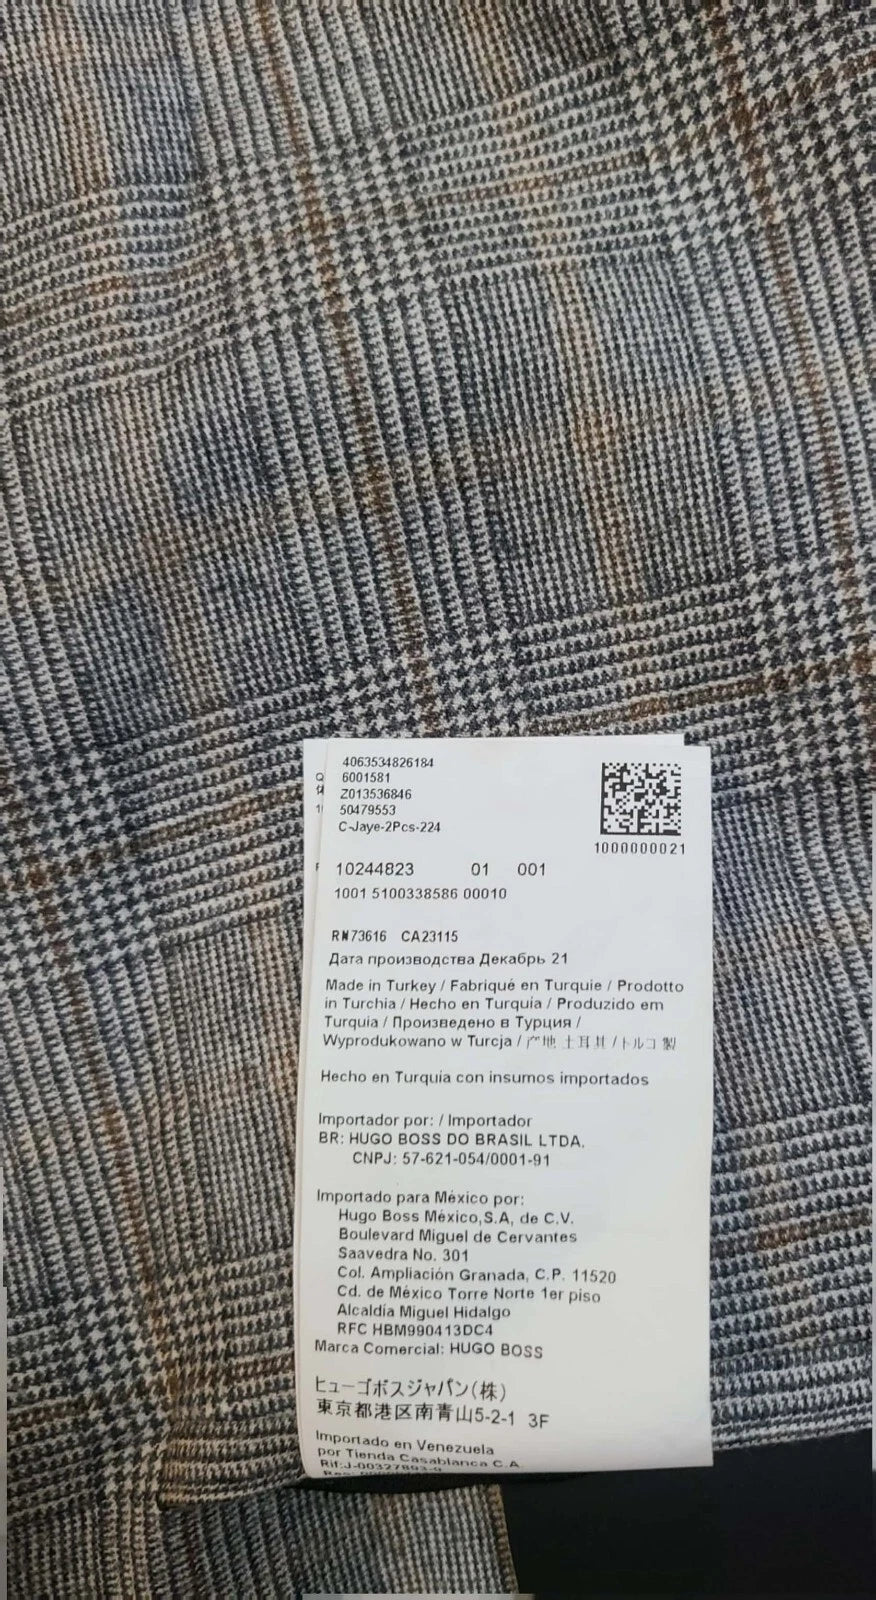 4063534826184
6001581
Z013536846
50479553
C-Jaye-2Pcs-224
1000000021
10244823 01 001
1001 5100338586 00010
RN73616 CA23115
Дата производства Декабрь 21
Made in Turkey / Fabriqué en Turquie / Prodotto
in Turchia / Hecho en Turquía / Produzido em
Turquia / Произведено в Турция /
Wyprodukowano w Turcja / 产地 土耳其 / トルコ 製
Hecho en Turquía con insumos importados
Importador por: / Importador
BR: HUGO BOSS DO BRASIL LTDA.
CNPJ: 57-621-054/0001-91
Importado para México por:
Hugo Boss México,S.A, de C.V.
Boulevard Miguel de Cervantes
Saavedra No. 301
Col. Ampliación Granada, C.P. 11520
Cd. de México Torre Norte 1er piso
Alcaldía Miguel Hidalgo
RFC HBM990413DC4
Marca Comercial: HUGO BOSS
ヒューゴボスジャパン(株)
東京都港区南青山5-2-1 3F
Importado en Venezuela
por Tienda Casablanca C.A.